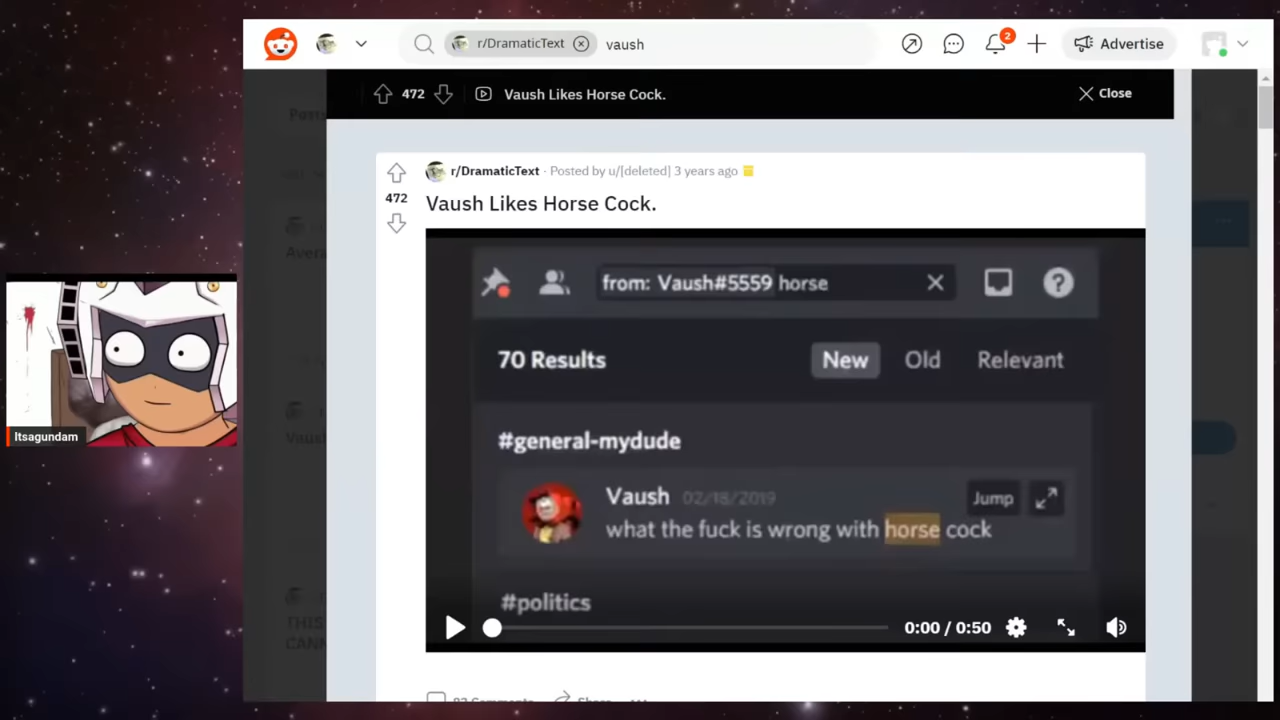 r/DramaticText vaush
2
Advertise
472 Vaush Likes Horse Cock.
Close
r/DramaticText · Posted by u/[deleted] 3 years ago
472
Vaush Likes Horse Cock.
from: Vaush#5559 horse
70 Results New Old Relevant
#general-mydude
Vaush 02/18/2019
Jump
what the fuck is wrong with horse cock
#politics
0:00 / 0:50
Itsagundam
Share